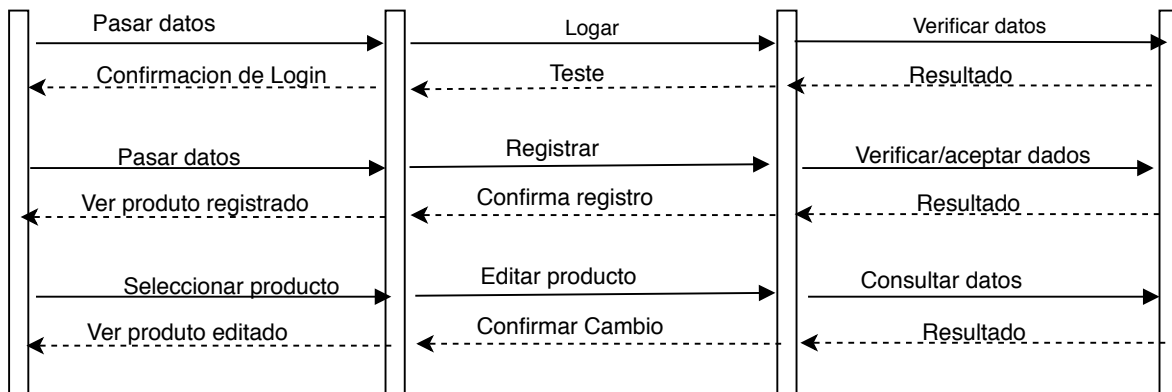 Pasar datos
Logar
Verificar datos
Confirmacion de Login
Teste
Resultado
Pasar datos
Registrar
Verificar/aceptar dados
Ver produto registrado
Confirma registro
Resultado
Seleccionar producto
Editar producto
Consultar datos
Ver produto editado
Confirmar Cambio
Resultado